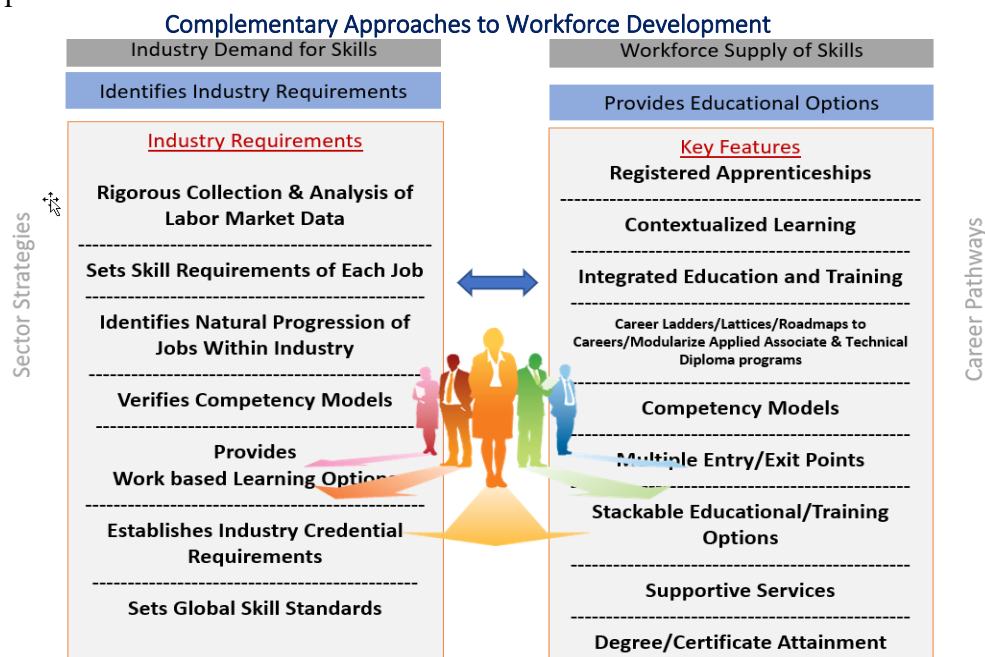 Complementary Approaches to Workforce Development
Industry Demand for Skills
Identifies Industry Requirements
Sector Strategies
Industry Requirements
Rigorous Collection & Analysis of
Labor Market Data
Sets Skill Requirements of Each Job
Identifies Natural Progression of
Jobs Within Industry
Verifies Competency Models
Provides
Work based Learning Options
Establishes Industry Credential
Requirements
Sets Global Skill Standards
Workforce Supply of Skills
Provides Educational Options
Key Features
Registered Apprenticeships
Contextualized Learning
Integrated Education and Training
Career Ladders/Lattices/Roadmaps to
Careers/Modularize Applied Associate & Technical
Diploma programs
Competency Models
Multiple Entry/Exit Points
Stackable Educational/Training
Options
Supportive Services
Degree/Certificate Attainment
Career Pathways